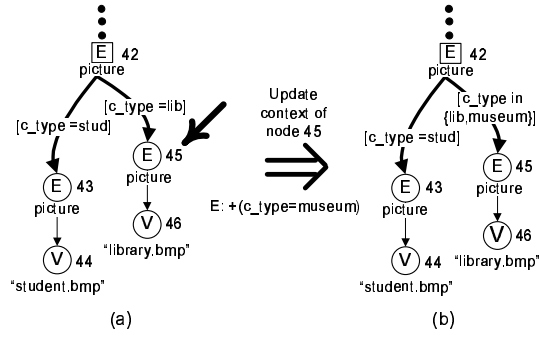 E 42
picture
[c_type =stud]
[c_type =lib]
E 45
picture
E 43
picture
V 46
"library.bmp"
V 44
"student.bmp"
(a)
Update
context of
node 45
E: +(c_type=museum)
E 42
picture
[c_type =stud]
[c_type in
{lib,museum}]
E 45
picture
E 43
picture
V 46
"library.bmp"
V 44
"student.bmp"
(b)